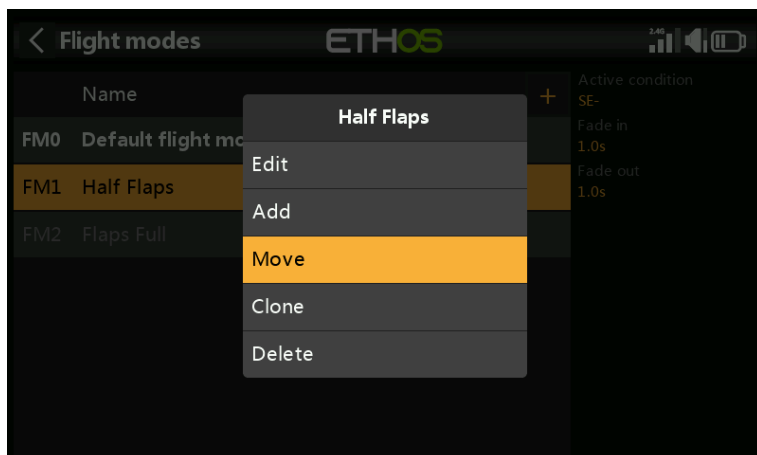 Flight modes
ETHOS
2.4G
Name
+
Active condition
SE-
Fade in
1.0s
Fade out
1.0s
FM0 Default flight mo
FM1 Half Flaps
FM2 Flaps Full
Half Flaps
Edit
Add
Move
Clone
Delete